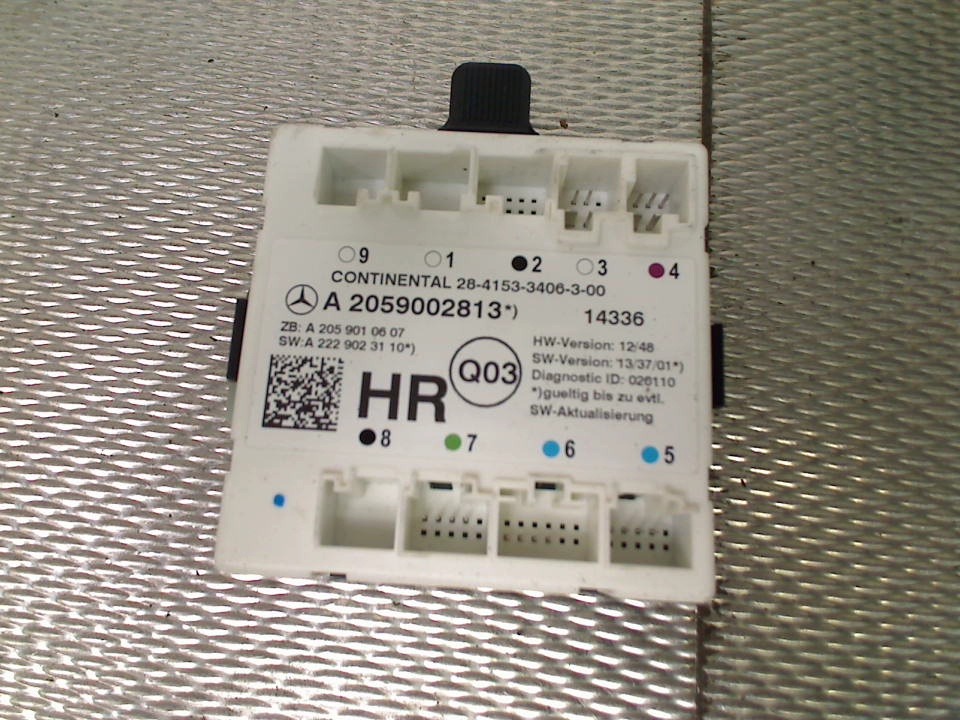 9 1 2 3 4
CONTINENTAL 28-4153-3406-3-00
A 2059002813*) 14336
ZB: A 205 901 06 07
SW:A 222 902 31 10*)
HR
Q03
HW-Version: 12/48
SW-Version: 13/37/01*)
Diagnostic ID: 026110
*)gueltig bis zu evtl.
SW-Aktualisierung
8 7 6 5